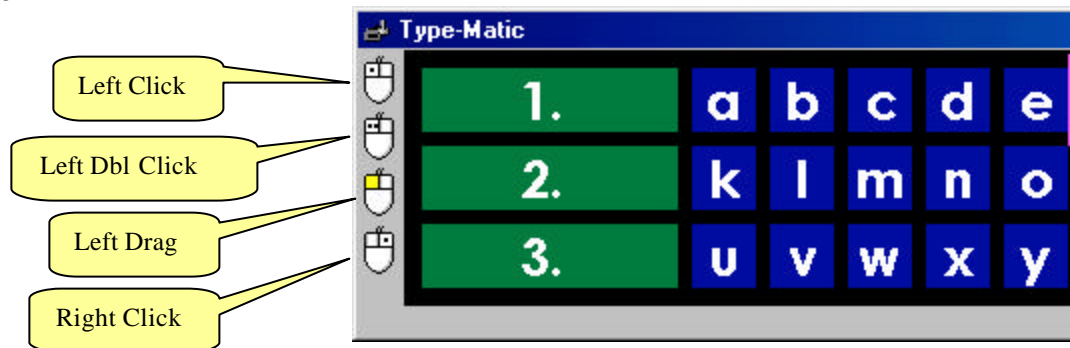 Type-Matic
Left Click
1. a b c d e
Left Dbl Click
2. k l m n o
Left Drag
3. u v w x y
Right Click